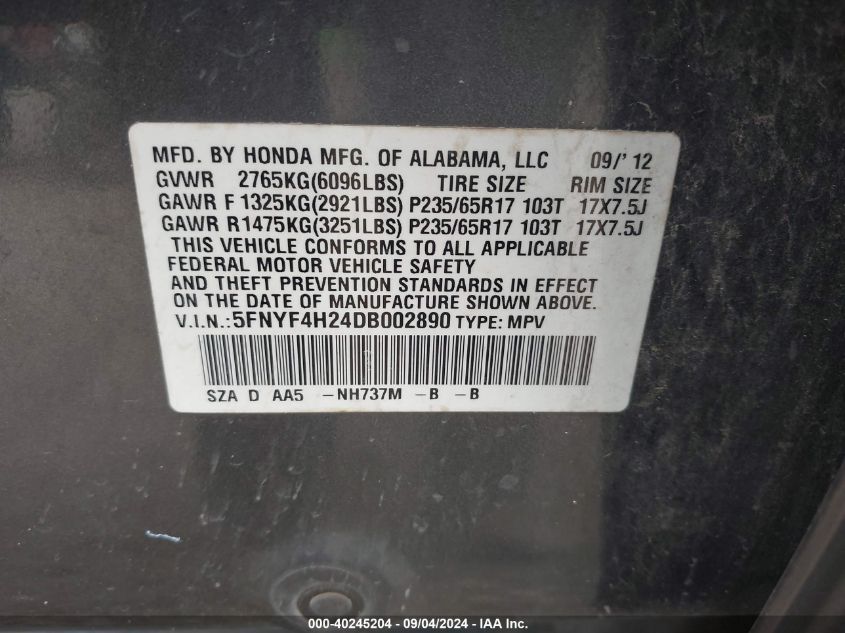 MFD. BY HONDA MFG. OF ALABAMA, LLC 09/' 12
GVWR 2765KG(6096LBS) TIRE SIZE RIM SIZE
GAWR F 1325KG(2921LBS) P235/65R17 103T 17X7.5J
GAWR R1475KG(3251LBS) P235/65R17 103T 17X7.5J
THIS VEHICLE CONFORMS TO ALL APPLICABLE
FEDERAL MOTOR VEHICLE SAFETY
AND THEFT PREVENTION STANDARDS IN EFFECT
ON THE DATE OF MANUFACTURE SHOWN ABOVE.
V.I.N.:5FNYF4H24DB002890 TYPE: MPV
SZA D AA5 -NH737M -B -B
000-40245204 - 09/04/2024 - IAA Inc.